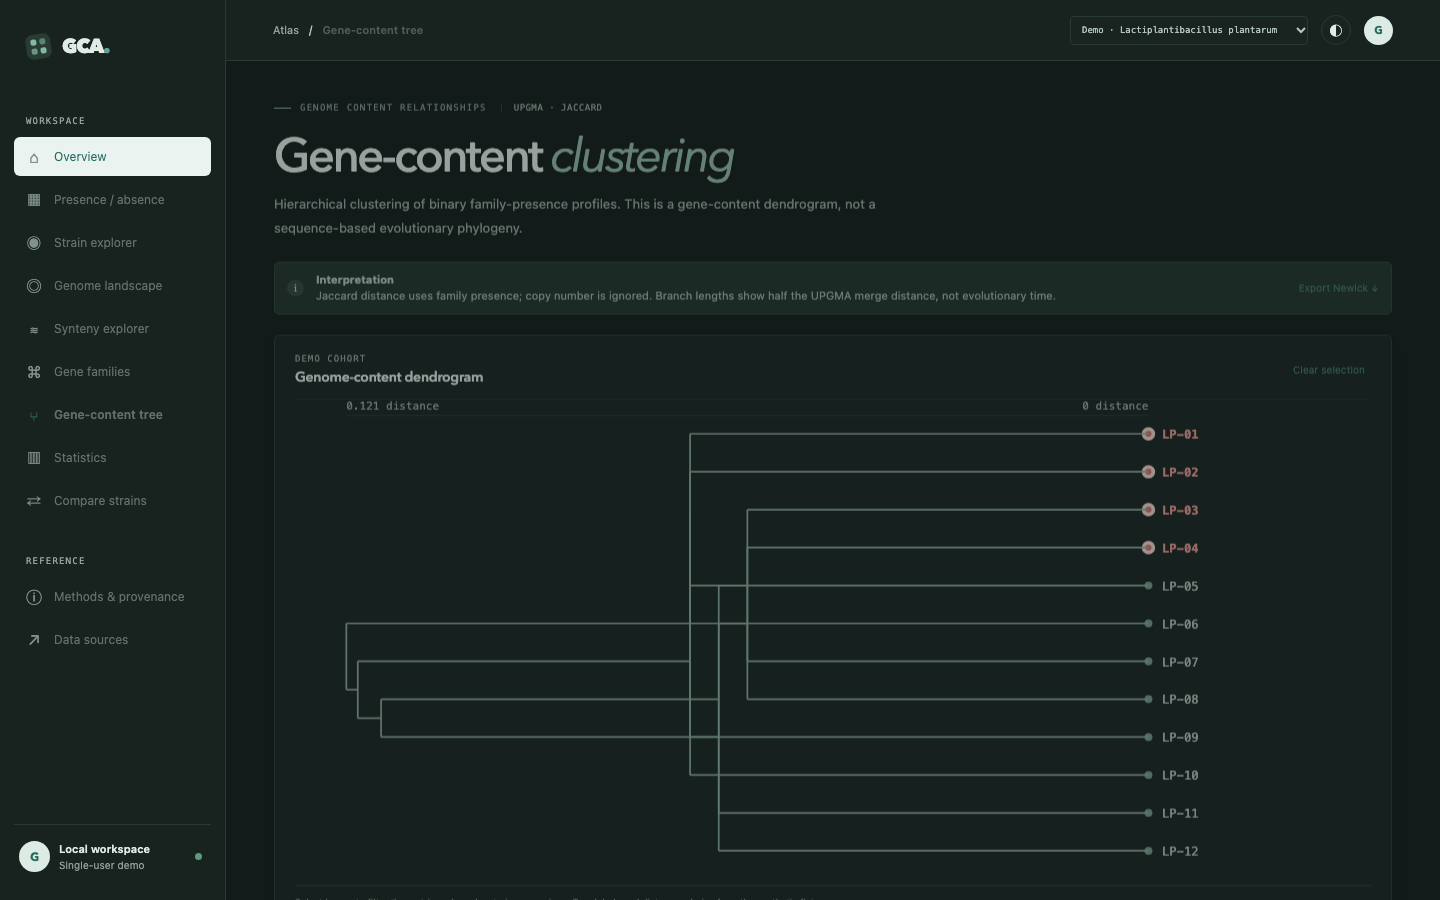 GCA.
WORKSPACE
Overview
Presence / absence
Strain explorer
Genome landscape
Synteny explorer
Gene families
Gene-content tree
Statistics
Compare strains
REFERENCE
Methods & provenance
Data sources
G
Local workspace
Single-user demo
Atlas / Gene-content tree
Demo · Lactiplantibacillus plantarum
G
GENOME CONTENT RELATIONSHIPS | UPGMA · JACCARD
Gene-content clustering
Hierarchical clustering of binary family-presence profiles. This is a gene-content dendrogram, not a
sequence-based evolutionary phylogeny.
Interpretation
Jaccard distance uses family presence; copy number is ignored. Branch lengths show half the UPGMA merge distance, not evolutionary time.
Export Newick ↓
DEMO COHORT
Genome-content dendrogram
Clear selection
0.121 distance
0 distance
LP-01
LP-02
LP-03
LP-04
LP-05
LP-06
LP-07
LP-08
LP-09
LP-10
LP-11
LP-12